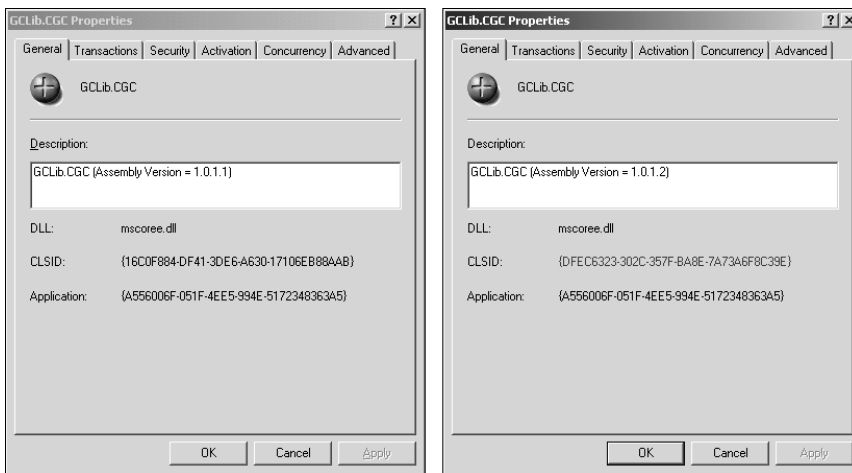 GCLib.CGC Properties
General Transactions Security Activation Concurrency Advanced
GCLib.CGC
Description:
GCLib.CGC (Assembly Version = 1.0.1.1)
DLL: mscoree.dll
CLSID: {16C0F884-DF41-3DE6-A630-17106EB88AAB}
Application: {A556006F-051F-4EE5-994E-5172348363A5}
OK Cancel Apply
GCLib.CGC Properties
General Transactions Security Activation Concurrency Advanced
GCLib.CGC
Description:
GCLib.CGC (Assembly Version = 1.0.1.2)
DLL: mscoree.dll
CLSID: {DFEC6323-302C-357F-BA8E-7A73A6F8C39E}
Application: {A556006F-051F-4EE5-994E-5172348363A5}
OK Cancel Apply